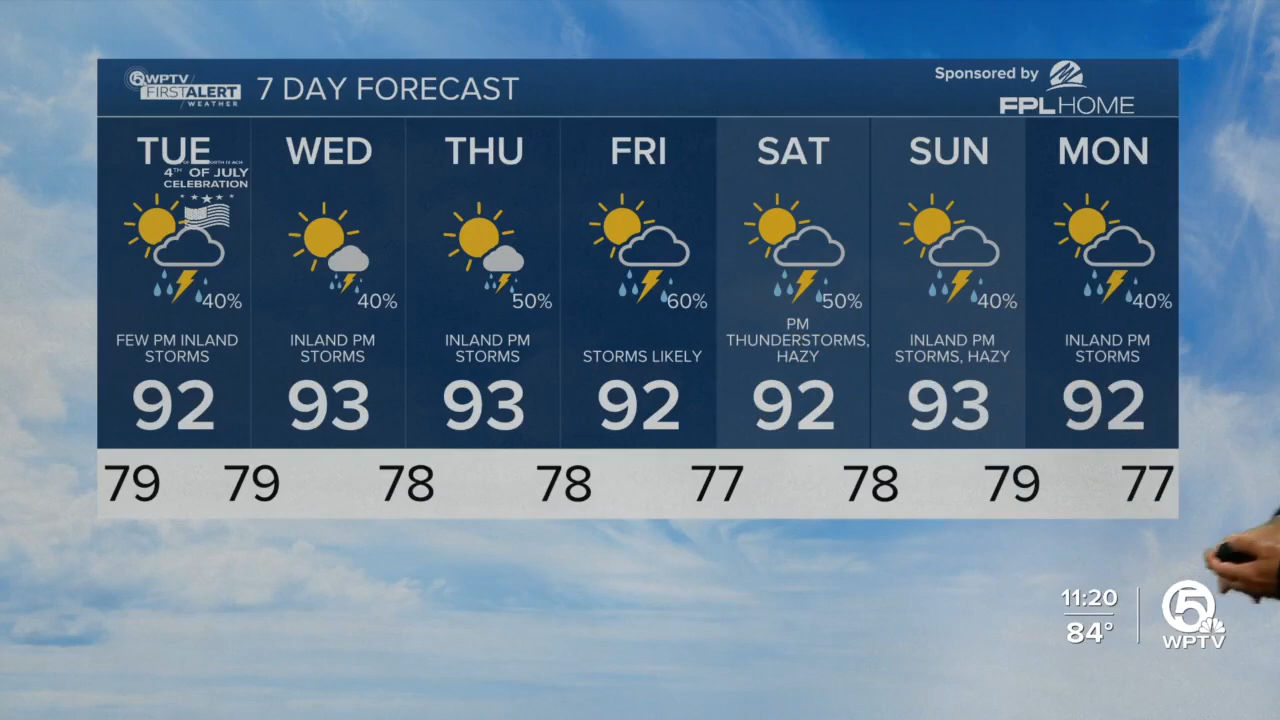 5 WPTV
FIRST ALERT
WEATHER
7 DAY FORECAST
Sponsored by
FPL HOME
TUE
4TH OF JULY
CELEBRATION
40%
FEW PM INLAND
STORMS
92
WED
40%
INLAND PM
STORMS
93
THU
50%
INLAND PM
STORMS
93
FRI
60%
STORMS LIKELY
92
SAT
50%
PM
THUNDERSTORMS,
HAZY
92
SUN
40%
INLAND PM
STORMS, HAZY
93
MON
40%
INLAND PM
STORMS
92
79 79 78 78 77 78 79 77
11:20
84°
5
WPTV